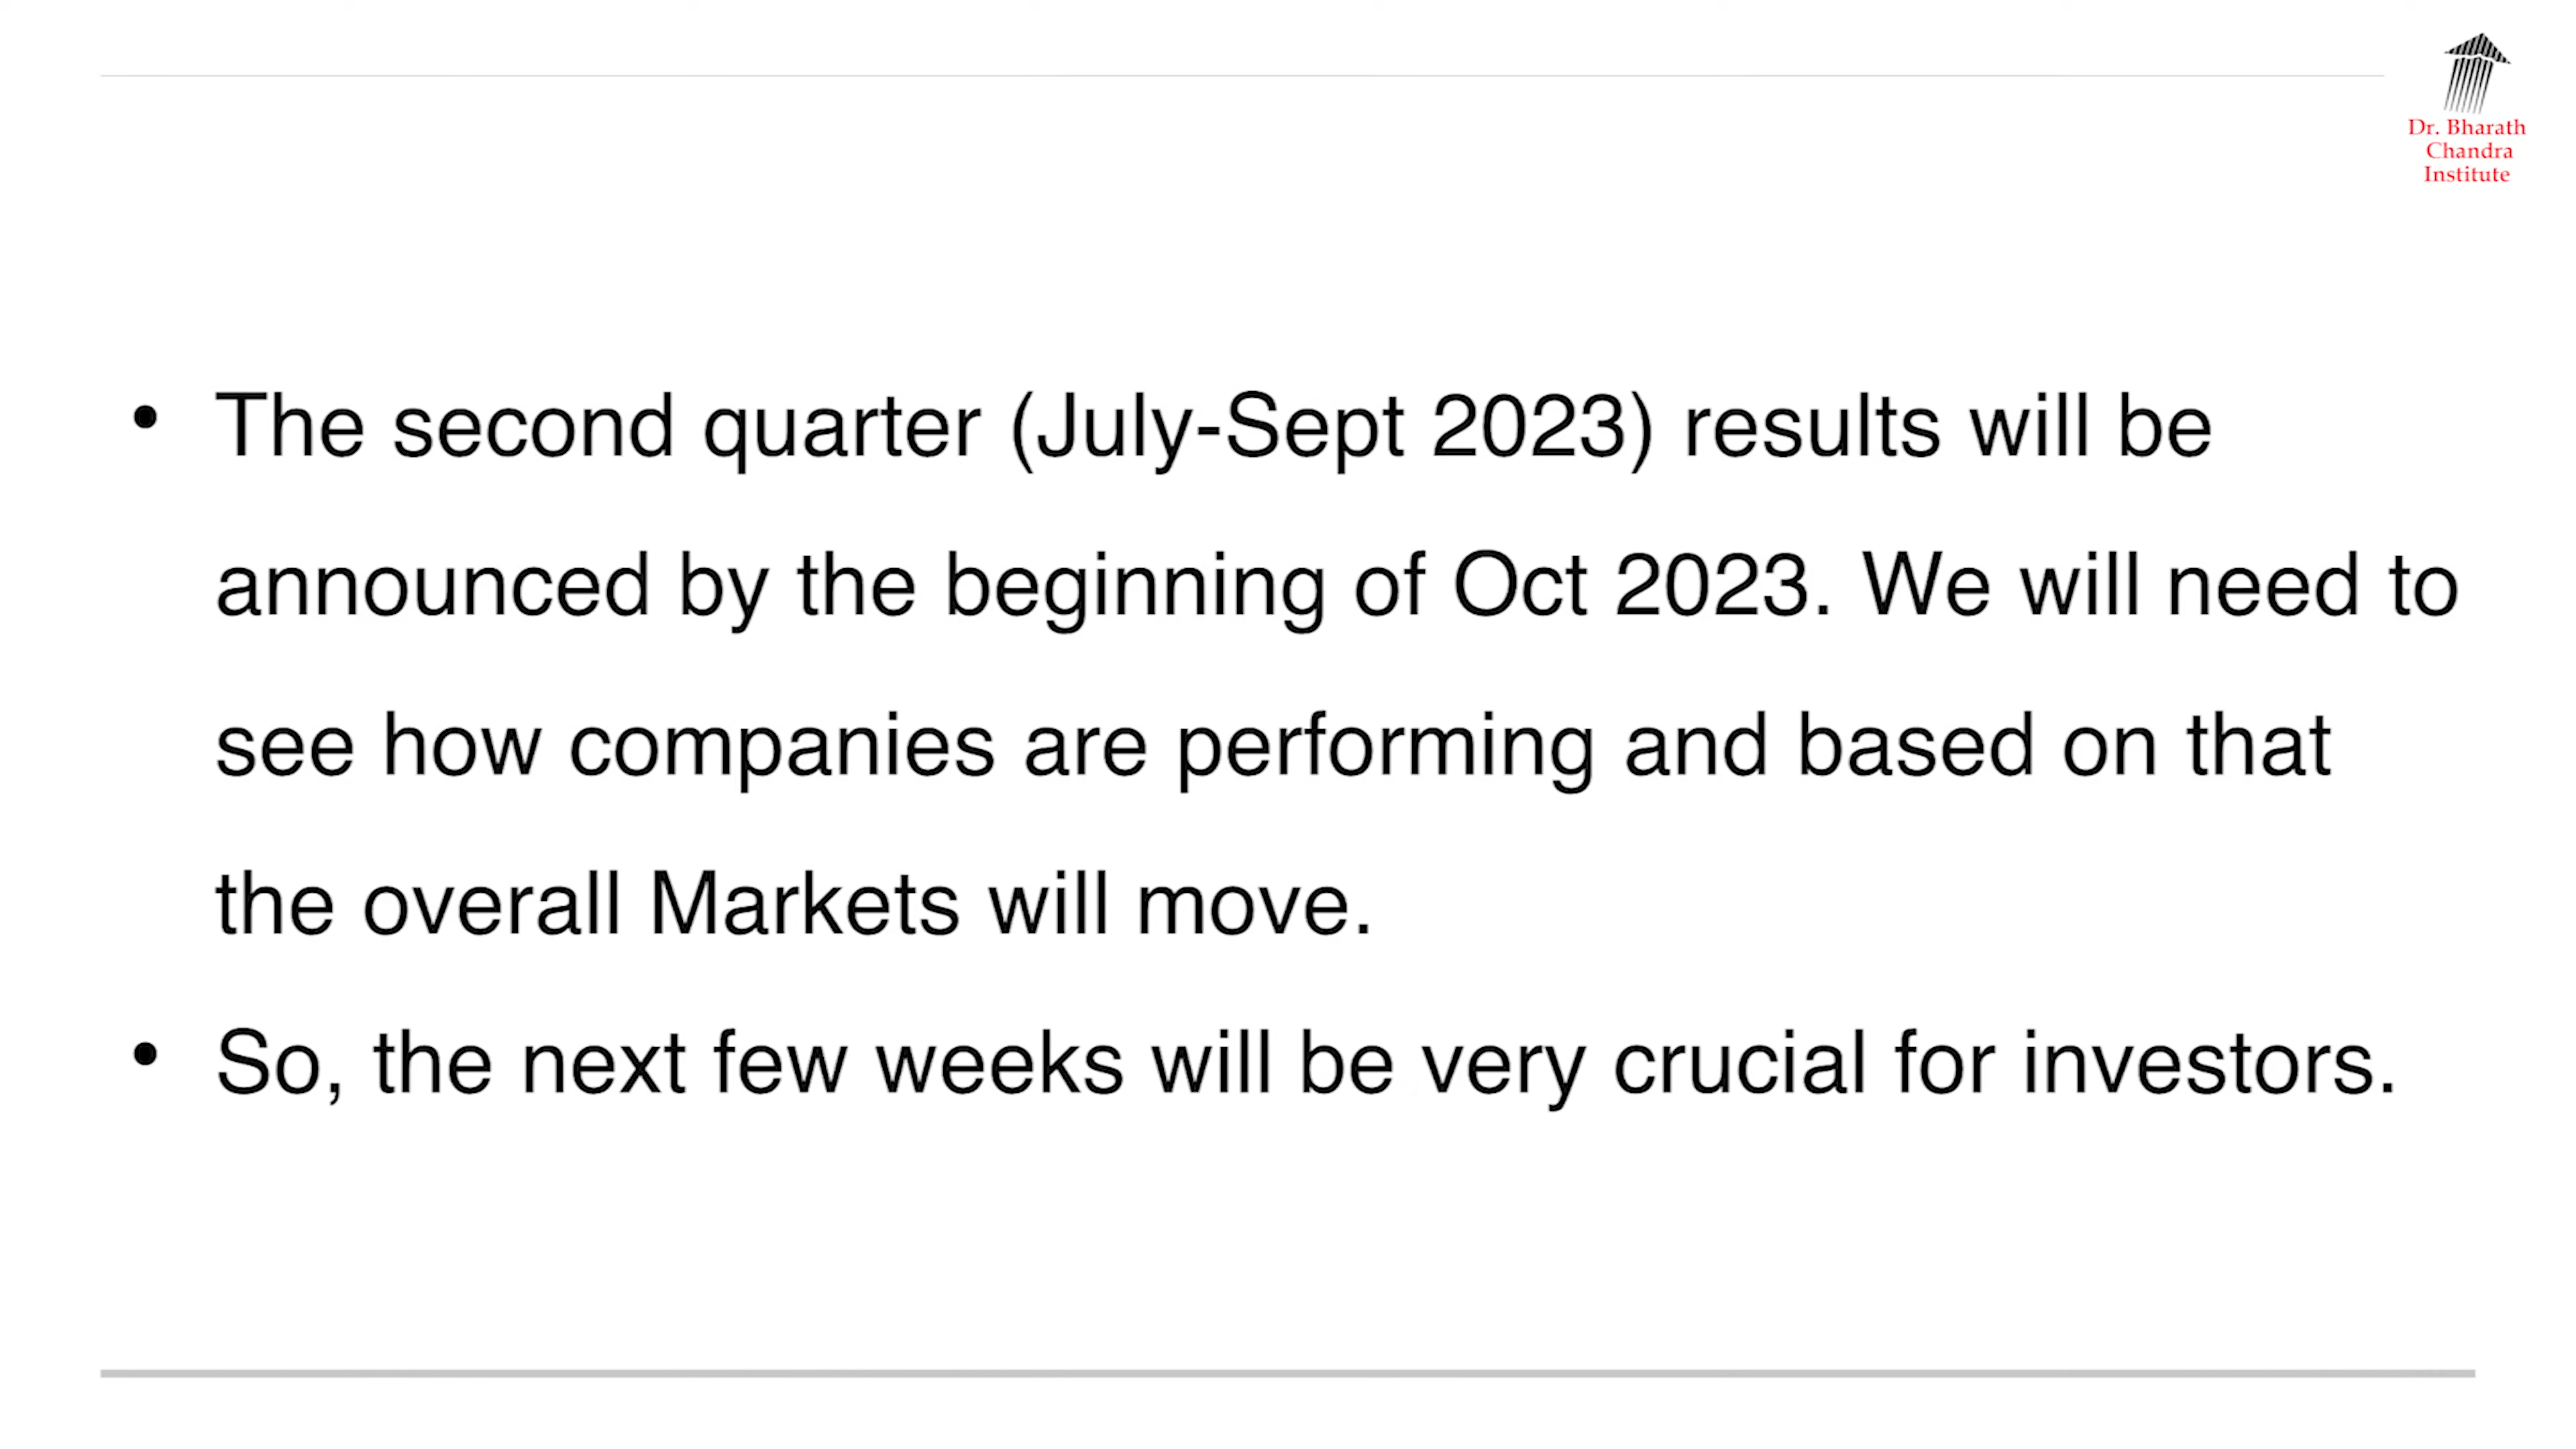 Dr. Bharath
Chandra
Institute
• The second quarter (July-Sept 2023) results will be
announced by the beginning of Oct 2023. We will need to
see how companies are performing and based on that
the overall Markets will move.
• So, the next few weeks will be very crucial for investors.